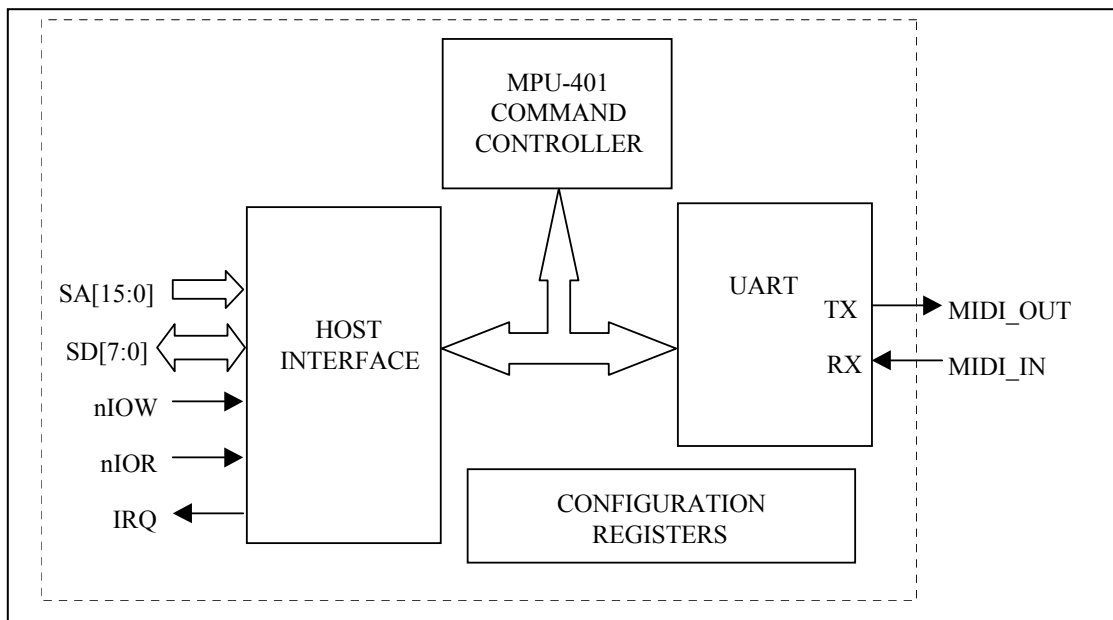 MPU-401
COMMAND
CONTROLLER
SA[15:0]
SD[7:0]
nIOW
nIOR
IRQ
HOST
INTERFACE
UART
TX
RX
MIDI_OUT
MIDI_IN
CONFIGURATION
REGISTERS